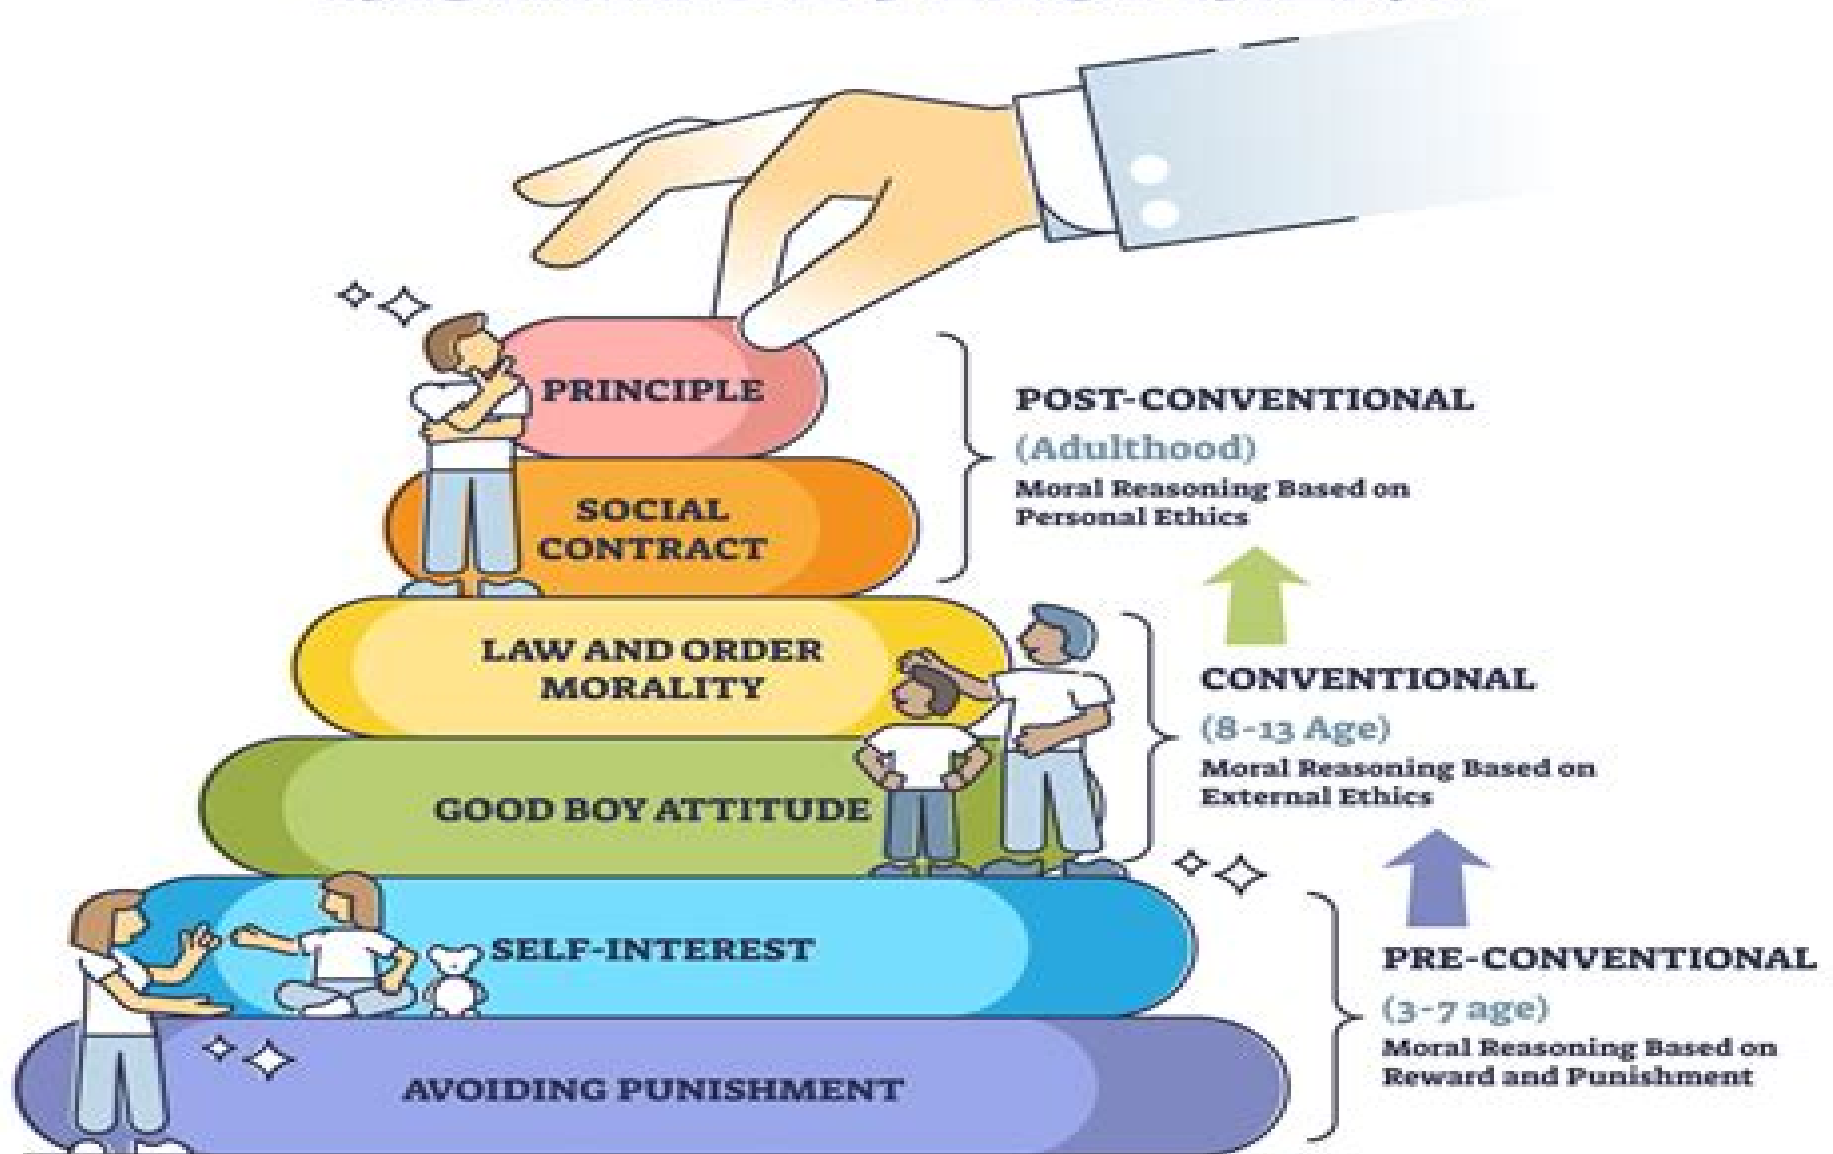 PRINCIPLE
SOCIAL
CONTRACT
LAW AND ORDER
MORALITY
GOOD BOY ATTITUDE
SELF-INTEREST
AVOIDING PUNISHMENT
POST-CONVENTIONAL
(Adulthood)
Moral Reasoning Based on
Personal Ethics
CONVENTIONAL
(8-13 Age)
Moral Reasoning Based on
External Ethics
PRE-CONVENTIONAL
(3-7 age)
Moral Reasoning Based on
Reward and Punishment